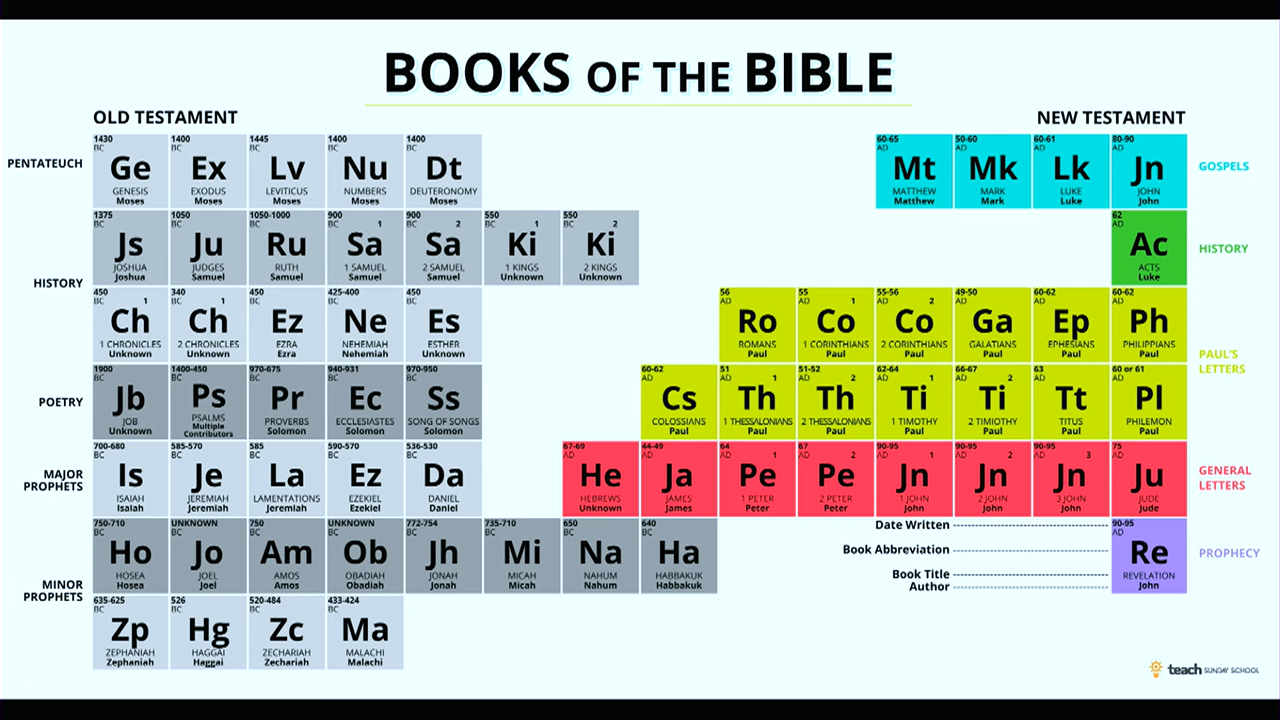 BOOKS OF THE BIBLE
OLD TESTAMENT
NEW TESTAMENT
PENTATEUCH
1430 BC Ge GENESIS Moses
1400 BC Ex EXODUS Moses
1445 BC Lv LEVITICUS Moses
1400 BC Nu NUMBERS Moses
1400 BC Dt DEUTERONOMY Moses
60-65 AD Mt MATTHEW Matthew
50-60 AD Mk MARK Mark
60-61 AD Lk LUKE Luke
80-90 AD Jn JOHN John
GOSPELS
HISTORY
1375 BC Js JOSHUA Joshua
1050 BC Ju JUDGES Samuel
1050-1000 BC Ru RUTH Samuel
900 BC 1 Sa 1 SAMUEL Samuel
900 BC 2 Sa 2 SAMUEL Samuel
550 BC 1 Ki 1 KINGS Unknown
550 BC 2 Ki 2 KINGS Unknown
62 AD Ac ACTS Luke
HISTORY
450 BC 1 Ch 1 CHRONICLES Unknown
340 BC 1 Ch 2 CHRONICLES Unknown
450 BC Ez EZRA Ezra
425-400 BC Ne NEHEMIAH Nehemiah
450 BC Es ESTHER Unknown
56 AD Ro ROMANS Paul
55 AD 1 Co 1 CORINTHIANS Paul
55-56 AD 2 Co 2 CORINTHIANS Paul
49-50 AD Ga GALATIANS Paul
60-62 AD Ep EPHESIANS Paul
60-62 AD Ph PHILIPPIANS Paul
PAUL'S
LETTERS
POETRY
1900 BC Jb JOB Unknown
1400-450 BC Ps PSALMS Multiple Contributors
970-675 BC Pr PROVERBS Solomon
940-931 BC Ec ECCLESIASTES Solomon
970-950 BC Ss SONG OF SONGS Solomon
60-62 AD Cs COLOSSIANS Paul
51 AD 1 Th 1 THESSALONIANS Paul
51-52 AD 2 Th 2 THESSALONIANS Paul
62-64 AD 1 Ti 1 TIMOTHY Paul
66-67 AD 2 Ti 2 TIMOTHY Paul
63 AD Tt TITUS Paul
60 or 61 AD Pl PHILEMON Paul
MAJOR
PROPHETS
700-680 BC Is ISAIAH Isaiah
585-570 BC Je JEREMIAH Jeremiah
585 BC La LAMENTATIONS Jeremiah
590-570 BC Ez EZEKIEL Ezekiel
536-530 BC Da DANIEL Daniel
67-69 AD He HEBREWS Unknown
44-49 AD Ja JAMES James
64 AD 1 Pe 1 PETER Peter
67 AD 2 Pe 2 PETER Peter
90-95 AD 1 Jn 1 JOHN John
90-95 AD 2 Jn 2 JOHN John
90-95 AD 3 Jn 3 JOHN John
75 AD Ju JUDE Jude
GENERAL
LETTERS
MINOR
PROPHETS
750-710 BC Ho HOSEA Hosea
UNKNOWN BC Jo JOEL Joel
750 BC Am AMOS Amos
UNKNOWN BC Ob OBADIAH Obadiah
772-754 BC Jh JONAH Jonah
735-710 BC Mi MICAH Micah
650 BC Na NAHUM Nahum
640 BC Ha HABBAKUK Habbakuk
Date Written
Book Abbreviation
Book Title
Author
90-95 AD Re REVELATION John
PROPHECY
635-625 BC Zp ZEPHANIAH Zephaniah
526 BC Hg HAGGAI Haggai
520-484 BC Zc ZECHARIAH Zechariah
433-424 BC Ma MALACHI Malachi
teach SUNDAY SCHOOL